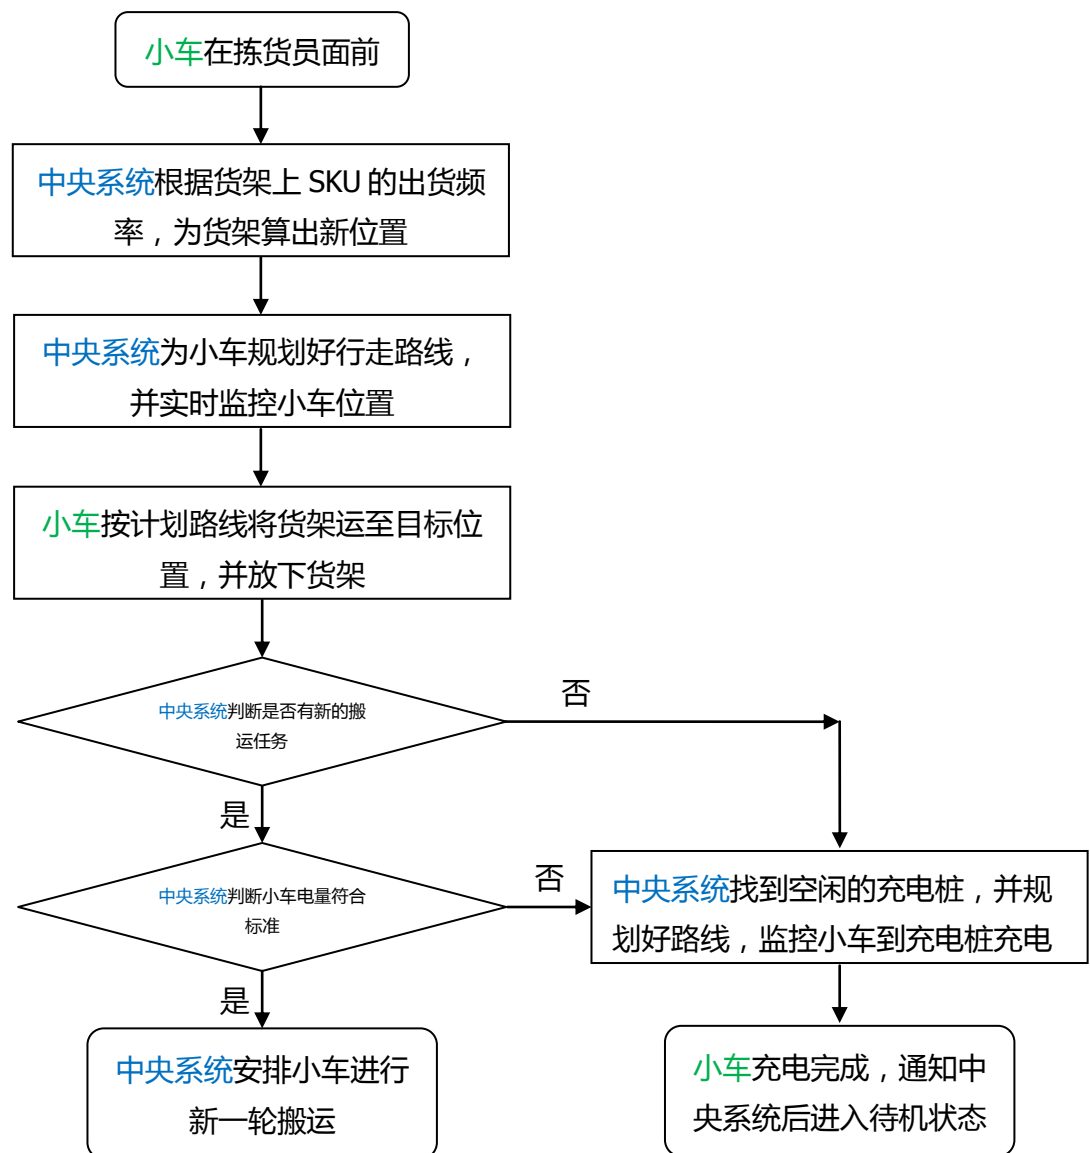 小车在拣货员面前
中央系统根据货架上 SKU 的出货频
率，为货架算出新位置
中央系统为小车规划好行走路线，
并实时监控小车位置
小车按计划路线将货架运至目标位
置，并放下货架
中央系统判断是否有新的搬
运任务
否
是
中央系统判断小车电量符合
标准
否
中央系统找到空闲的充电桩，并规
划好路线，监控小车到充电桩充电
是
中央系统安排小车进行
新一轮搬运
小车充电完成，通知中
央系统后进入待机状态